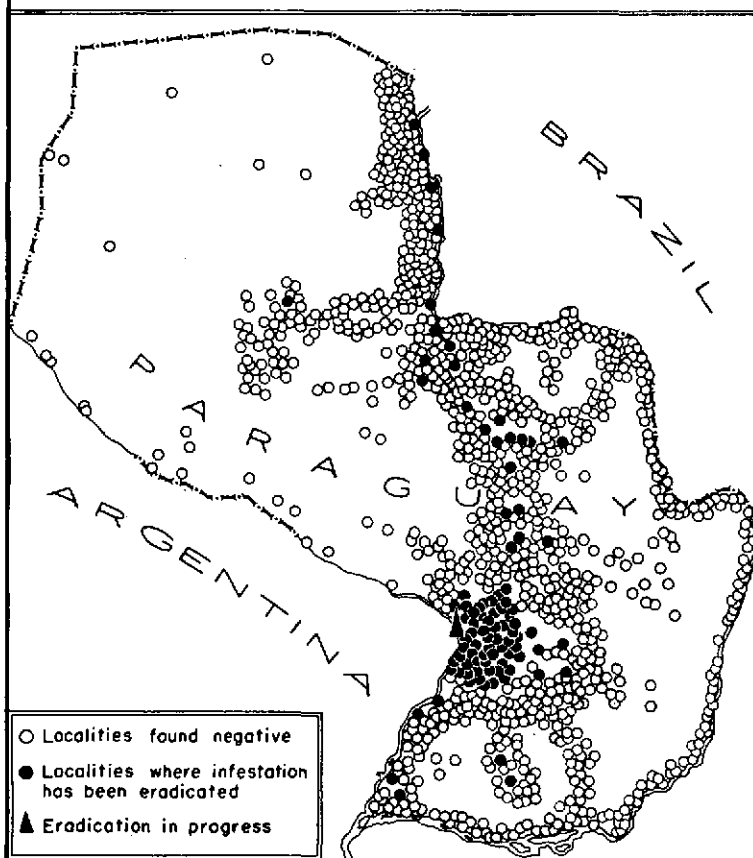 BRAZIL
PARAGUAY
ARGENTINA
Localities found negative
Localities where infestation
has been eradicated
Eradication in progress